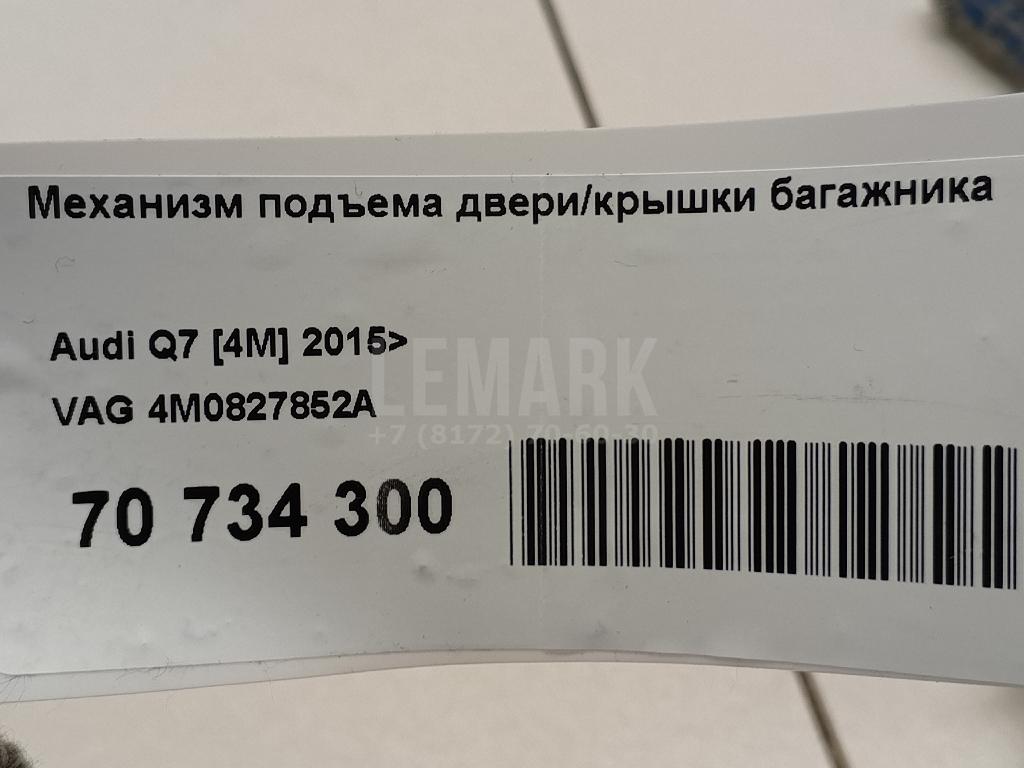 Механизм подъема двери/крышки багажника
Audi Q7 [4M] 2015>
LEMARK
VAG 4M0827852A
+7 (8172) 70-60-30
70 734 300